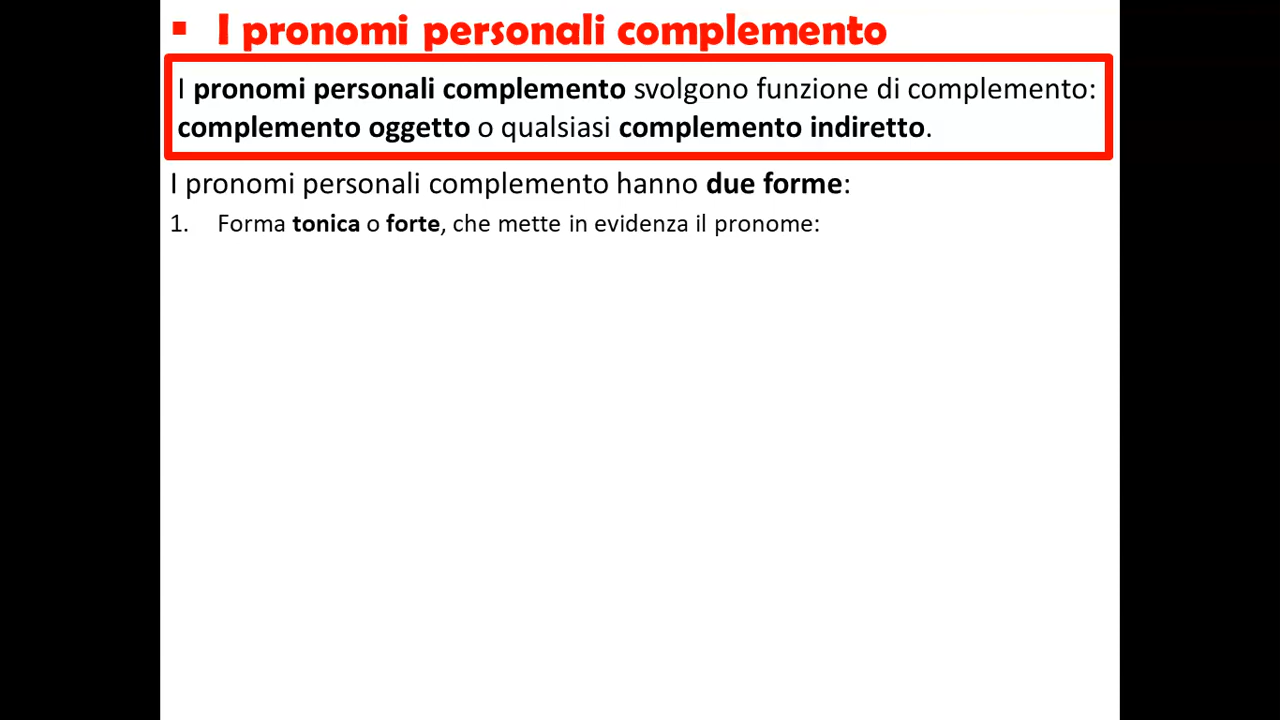 ▪ I pronomi personali complemento
I pronomi personali complemento svolgono funzione di complemento:
complemento oggetto o qualsiasi complemento indiretto.
I pronomi personali complemento hanno due forme:
1. Forma tonica o forte, che mette in evidenza il pronome: